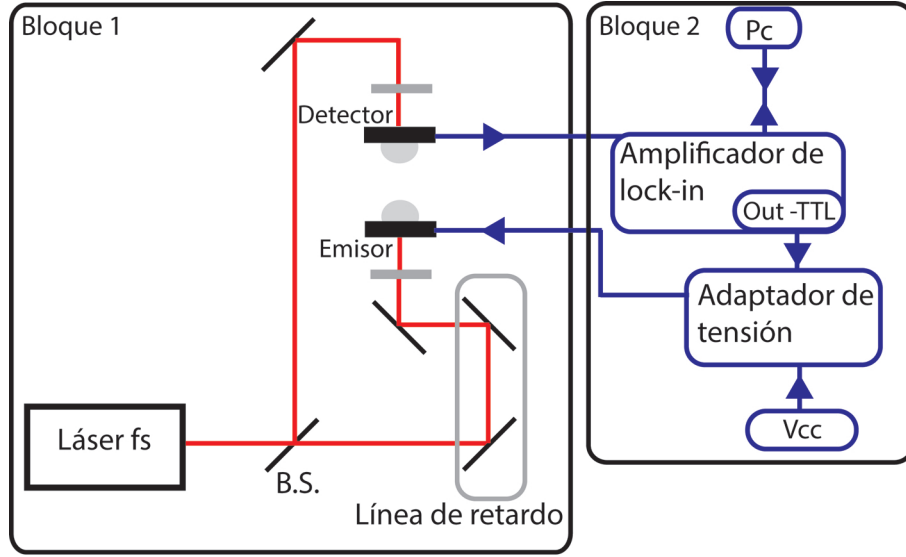 Bloque 1
Detector
Emisor
Láser fs
B.S.
Línea de retardo
Bloque 2
Pc
Amplificador de
lock-in
Out -TTL
Adaptador de
tensión
Vcc